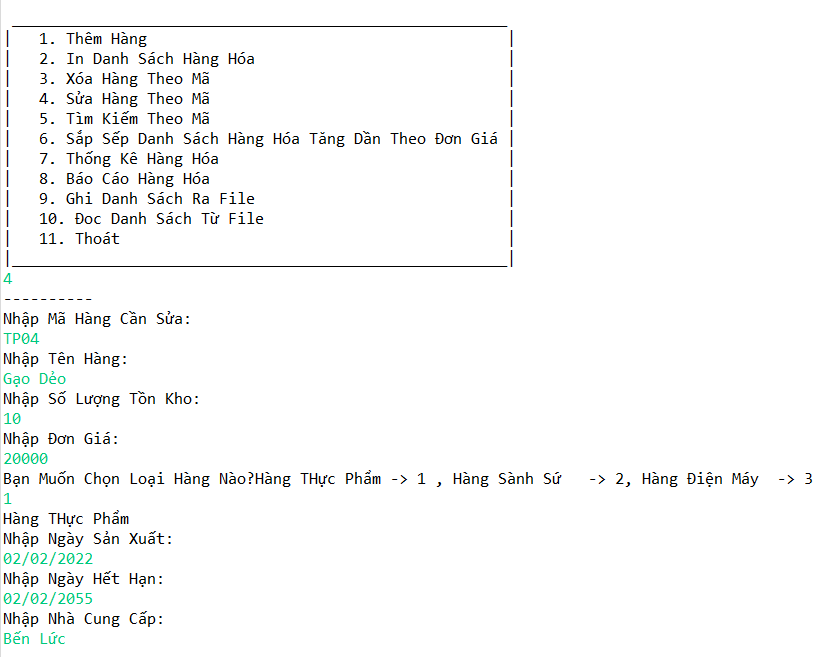 1. Thêm Hàng
2. In Danh Sách Hàng Hóa
3. Xóa Hàng Theo Mã
4. Sửa Hàng Theo Mã
5. Tìm Kiếm Theo Mã
6. Sắp Sếp Danh Sách Hàng Hóa Tăng Dần Theo Đơn Giá
7. Thống Kê Hàng Hóa
8. Báo Cáo Hàng Hóa
9. Ghi Danh Sách Ra File
10. Đoc Danh Sách Từ File
11. Thoát
4
----------
Nhập Mã Hàng Cần Sửa:
TP04
Nhập Tên Hàng:
Gạo Dẻo
Nhập Số Lượng Tồn Kho:
10
Nhập Đơn Giá:
20000
Bạn Muốn Chọn Loại Hàng Nào?Hàng THực Phẩm -> 1 , Hàng Sành Sứ   -> 2, Hàng Điện Máy  -> 3
1
Hàng THực Phẩm
Nhập Ngày Sản Xuất:
02/02/2022
Nhập Ngày Hết Hạn:
02/02/2055
Nhập Nhà Cung Cấp:
Bến Lức